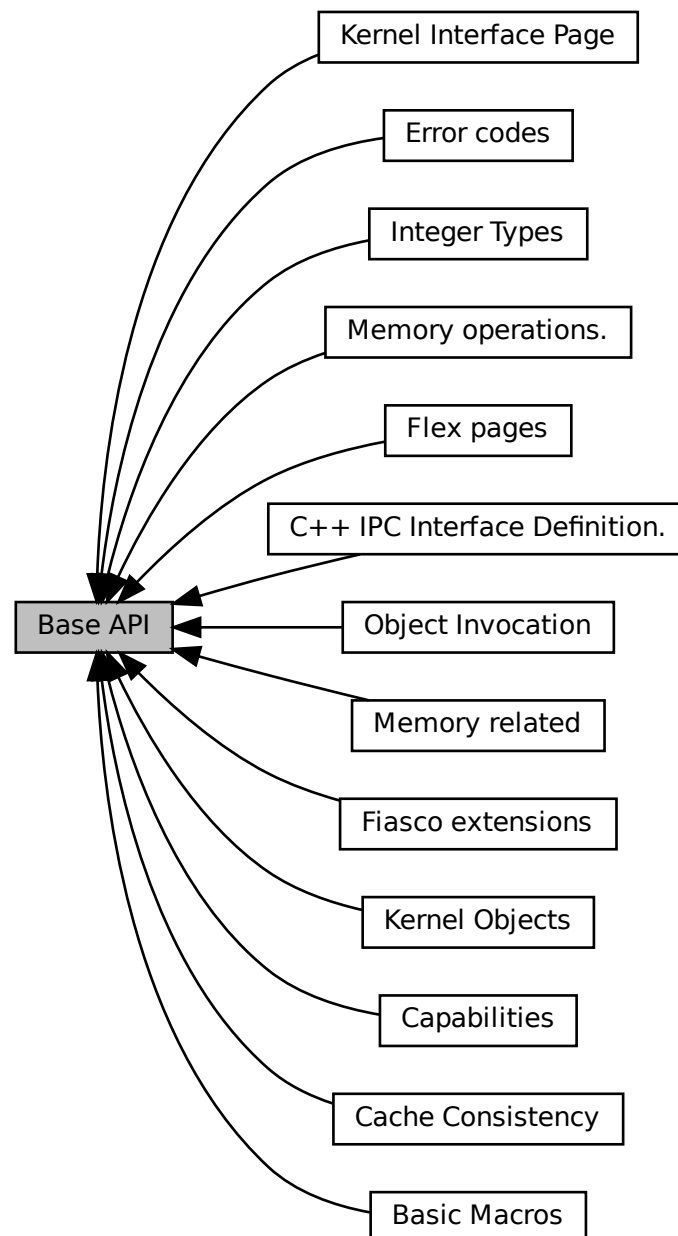 Kernel Interface Page
Error codes
Integer Types
Memory operations.
Flex pages
C++ IPC Interface Definition.
Base API
Object Invocation
Memory related
Fiasco extensions
Kernel Objects
Capabilities
Cache Consistency
Basic Macros